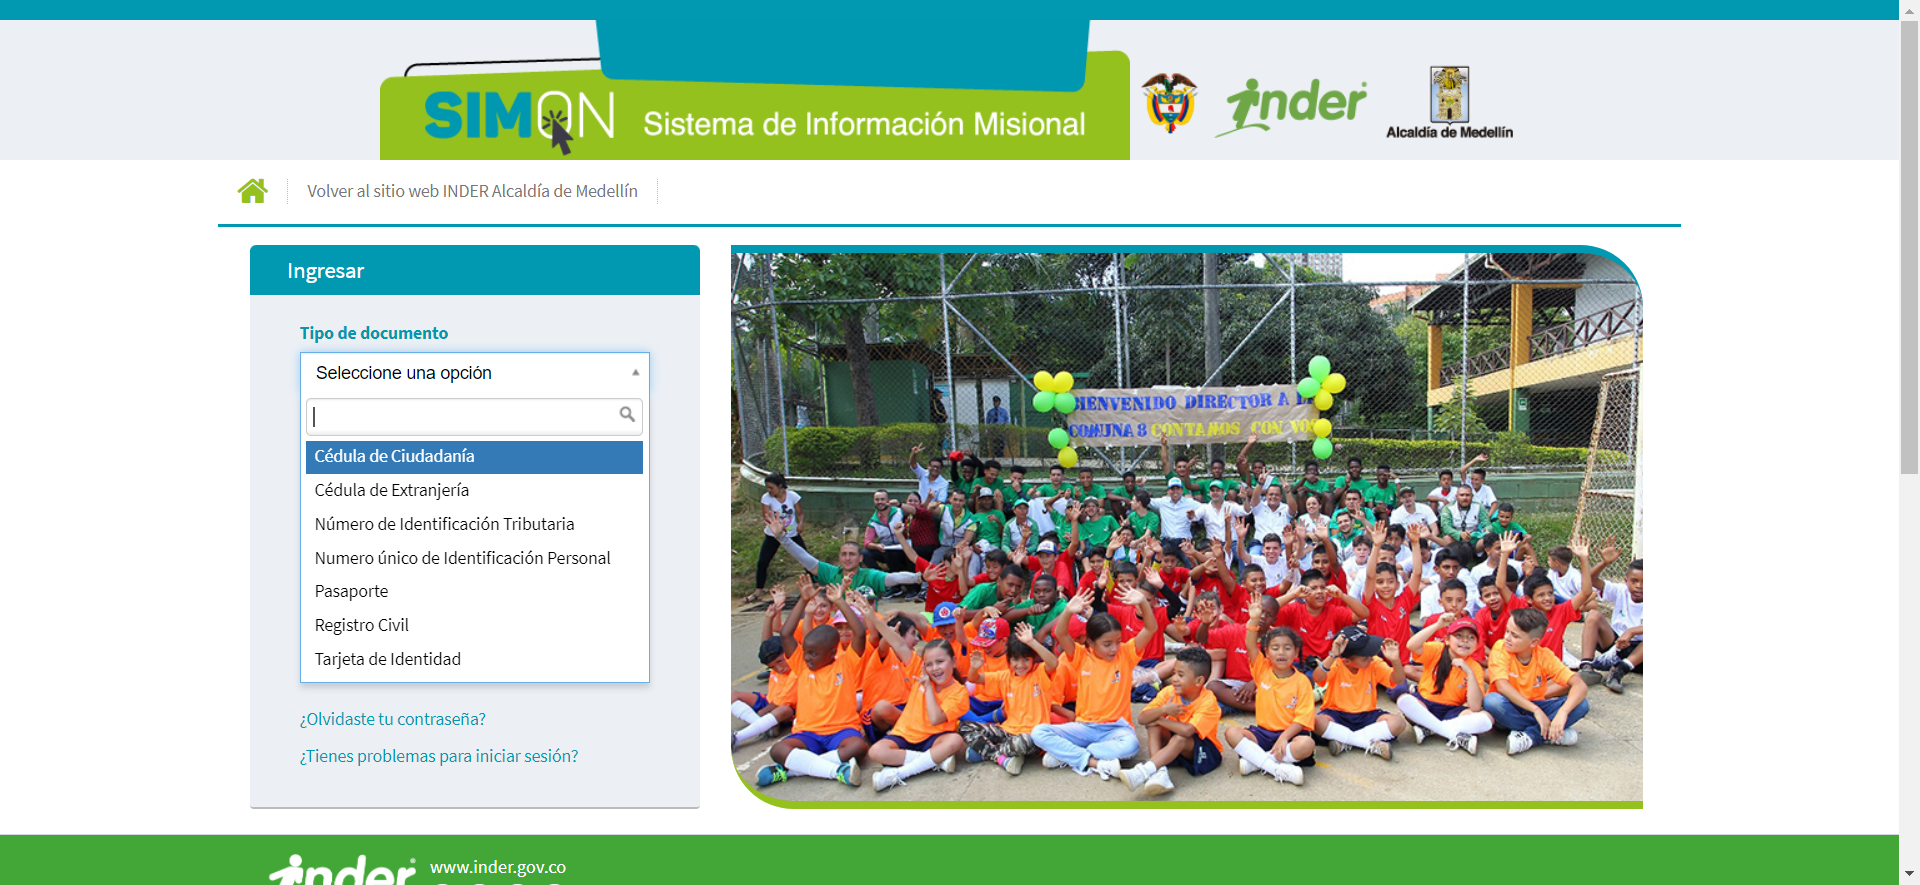 SIMON
Sistema de Información Misional
inder
Alcaldía de Medellín
Volver al sitio web INDER Alcaldía de Medellín
Ingresar
Tipo de documento
Seleccione una opción
Cédula de Ciudadanía
Cédula de Extranjería
Número de Identificación Tributaria
Numero único de Identificación Personal
Pasaporte
Registro Civil
Tarjeta de Identidad
¿Olvidaste tu contraseña?
¿Tienes problemas para iniciar sesión?
BIENVENIDO DIRECTOR A LA
COMUNA 8 CONTAMOS CON VOS
inder
www.inder.gov.co